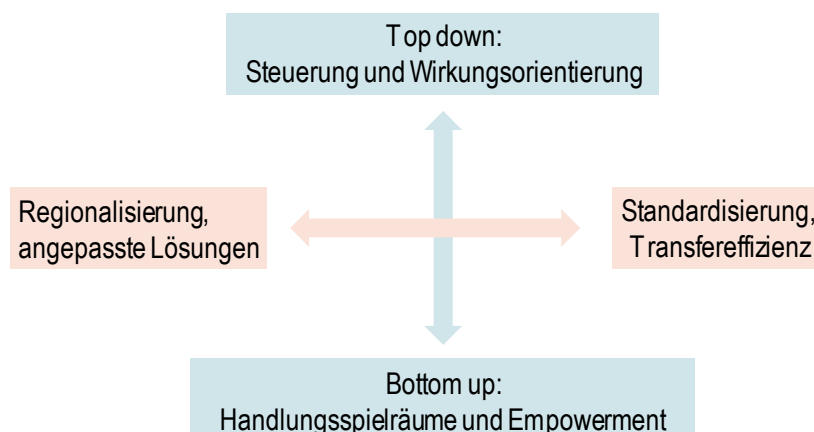 Top down:
Steuerung und Wirkungsorientierung
Regionalisierung,
angepasste Lösungen
Standardisierung,
Transfereffizienz
Bottom up:
Handlungsspielräume und Empowerment